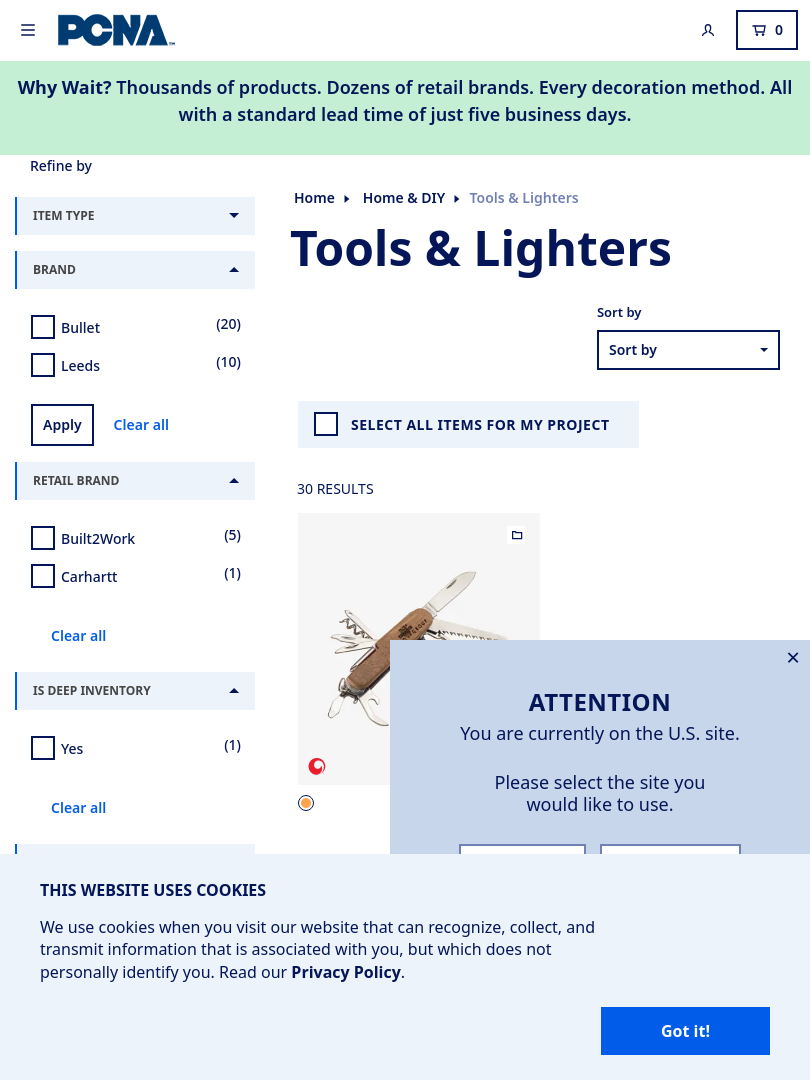 PCNA
0
Why Wait? Thousands of products. Dozens of retail brands. Every decoration method. All
with a standard lead time of just five business days.
Refine by
ITEM TYPE
BRAND
Bullet
(20)
Leeds
(10)
Apply
Clear all
RETAIL BRAND
Built2Work
(5)
Carhartt
(1)
Clear all
IS DEEP INVENTORY
Yes
(1)
Clear all
Home
Home & DIY
Tools & Lighters
Tools & Lighters
Sort by
Sort by
SELECT ALL ITEMS FOR MY PROJECT
30 RESULTS
ATTENTION
You are currently on the U.S. site.
Please select the site you
would like to use.
THIS WEBSITE USES COOKIES
We use cookies when you visit our website that can recognize, collect, and
transmit information that is associated with you, but which does not
personally identify you. Read our Privacy Policy.
Got it!